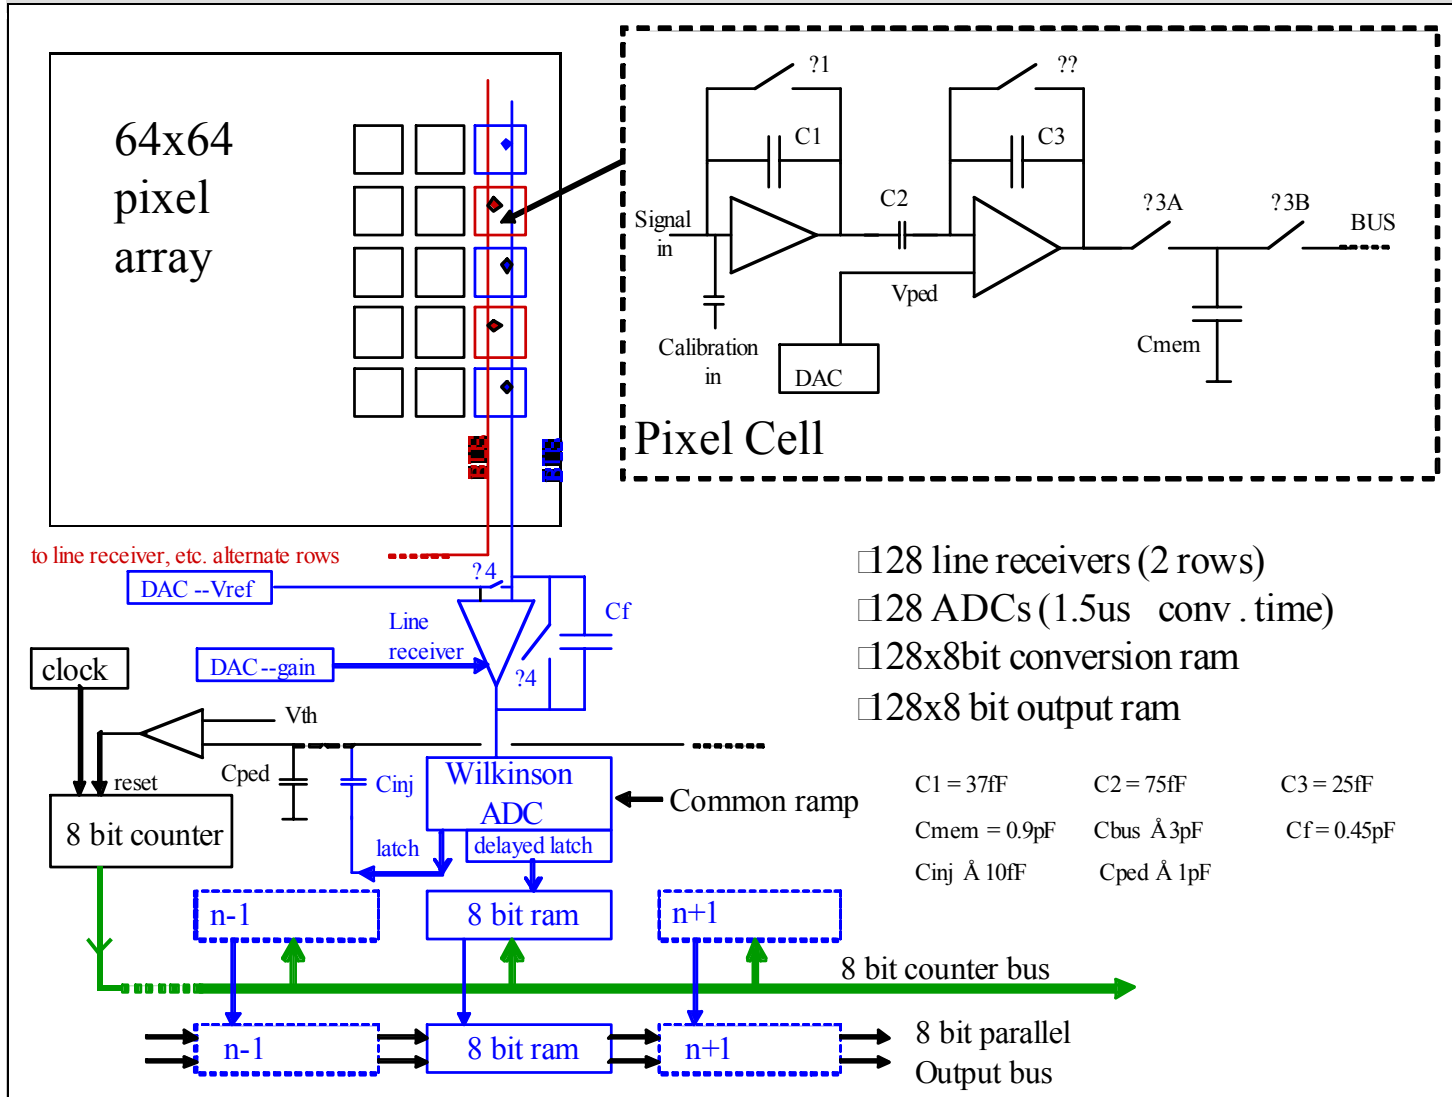 64x64
pixel
array
?1
??
C1
C3
C2
Signal
in
?3A
?3B
BUS
Vped
Calibration
in
DAC
Cmem
Pixel Cell
BUS
BUS
to line receiver, etc. alternate rows
DAC --Vref
?4
Cf
Line
receiver
DAC --gain
?4
clock
Vth
reset
Cped
Cinj
Wilkinson
ADC
Common ramp
8 bit counter
latch
delayed latch
□128 line receivers (2 rows)
□128 ADCs (1.5us conv . time)
□128x8bit conversion ram
□128x8 bit output ram
C1 = 37fF C2 = 75fF C3 = 25fF
Cmem = 0.9pF Cbus Å 3pF Cf = 0.45pF
Cinj Å 10fF Cped Å 1pF
n-1
8 bit ram
n+1
8 bit counter bus
n-1
8 bit ram
n+1
8 bit parallel
Output bus